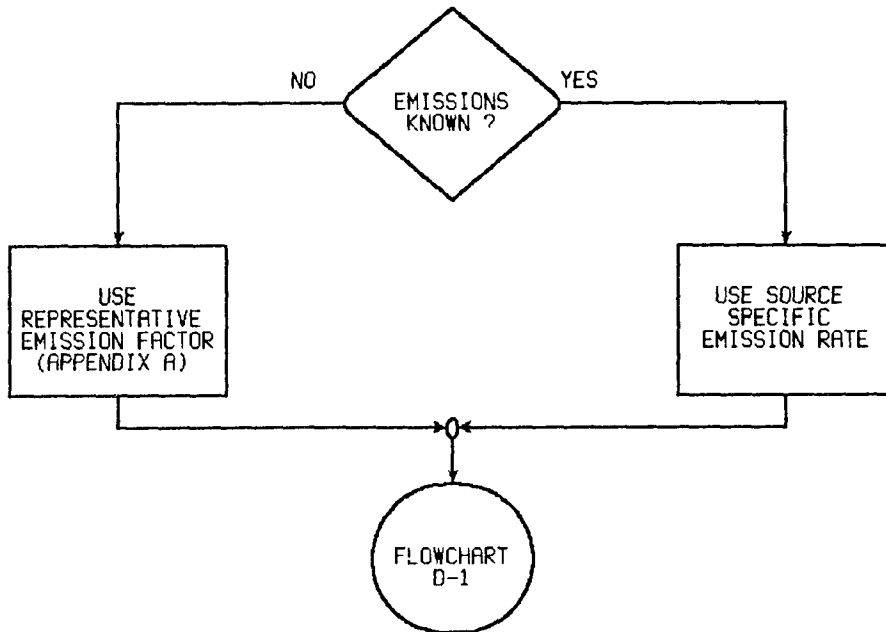 NO
YES
EMISSIONS
KNOWN ?
USE
REPRESENTATIVE
EMISSION FACTOR
(APPENDIX A)
USE SOURCE
SPECIFIC
EMISSION RATE
FLOWCHART
D-1